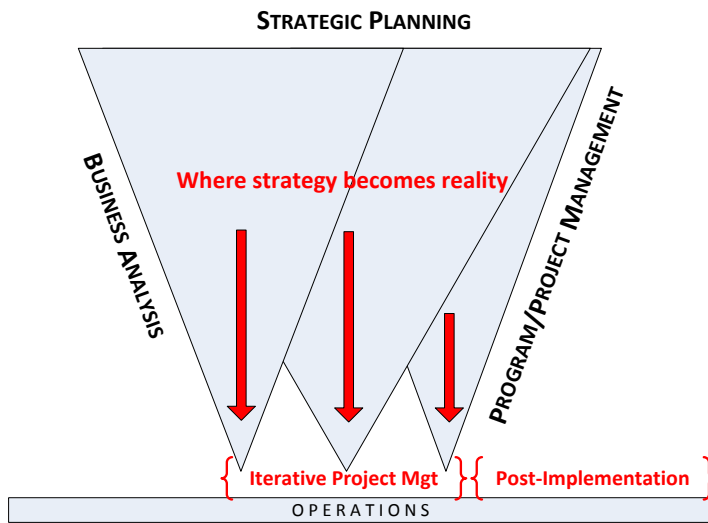 STRATEGIC PLANNING
BUSINESS ANALYSIS
Where strategy becomes reality
PROGRAM/PROJECT MANAGEMENT
Iterative Project Mgt
Post-Implementation
OPERATIONS